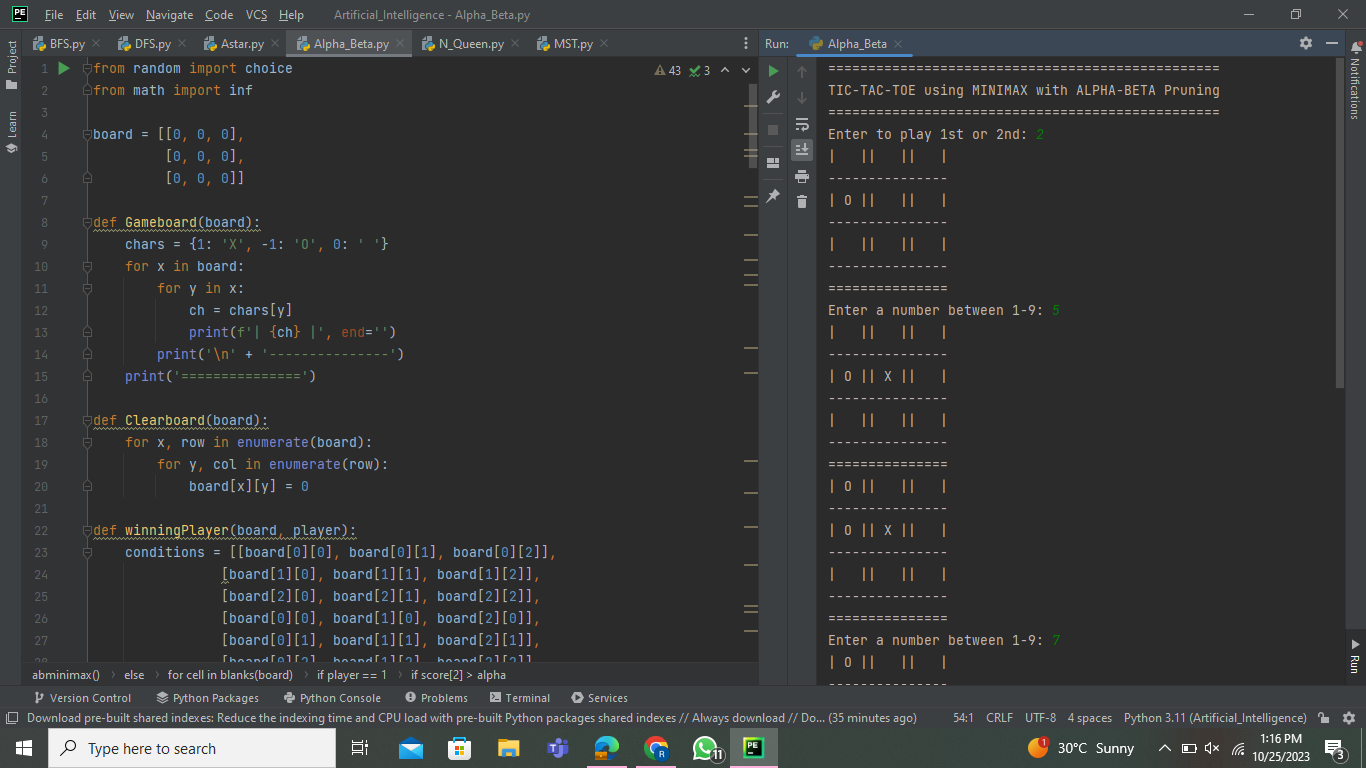 PE File Edit View Navigate Code VCS Help Artificial_Intelligence - Alpha_Beta.py
BFS.py DFS.py Astar.py Alpha_Beta.py N_Queen.py MST.py
Project
Learn
43 3
1 from random import choice
2 from math import inf
3
4 board = [[0, 0, 0],
5 [0, 0, 0],
6 [0, 0, 0]]
7
8 def Gameboard(board):
9 chars = {1: 'X', -1: 'O', 0: ' '}
10 for x in board:
11 for y in x:
12 ch = chars[y]
13 print(f'| {ch} |', end='')
14 print('\n' + '---------------')
15 print('===============')
16
17 def Clearboard(board):
18 for x, row in enumerate(board):
19 for y, col in enumerate(row):
20 board[x][y] = 0
21
22 def winningPlayer(board, player):
23 conditions = [[board[0][0], board[0][1], board[0][2]],
24 [board[1][0], board[1][1], board[1][2]],
25 [board[2][0], board[2][1], board[2][2]],
26 [board[0][0], board[1][0], board[2][0]],
27 [board[0][1], board[1][1], board[2][1]],
28 [board[0][2], board[1][2], board[2][2]],
abminimax() › else › for cell in blanks(board) › if player == 1 › if score[2] > alpha
Run: Alpha_Beta
=================================================
TIC-TAC-TOE using MINIMAX with ALPHA-BETA Pruning
=================================================
Enter to play 1st or 2nd: 2
|   ||   ||   |
---------------
| O ||   ||   |
---------------
|   ||   ||   |
---------------
===============
Enter a number between 1-9: 5
|   ||   ||   |
---------------
| O || X ||   |
---------------
|   ||   ||   |
---------------
===============
| O ||   ||   |
---------------
| O || X ||   |
---------------
|   ||   ||   |
---------------
===============
Enter a number between 1-9: 7
| O ||   ||   |
---------------
Notifications
Run
Version Control Python Packages Python Console Problems Terminal Services
Download pre-built shared indexes: Reduce the indexing time and CPU load with pre-built Python packages shared indexes // Always download // Do... (35 minutes ago) 54:1 CRLF UTF-8 4 spaces Python 3.11 (Artificial_Intelligence)
Type here to search 11 PE 1 30°C Sunny 1:16 PM
10/25/2023 3